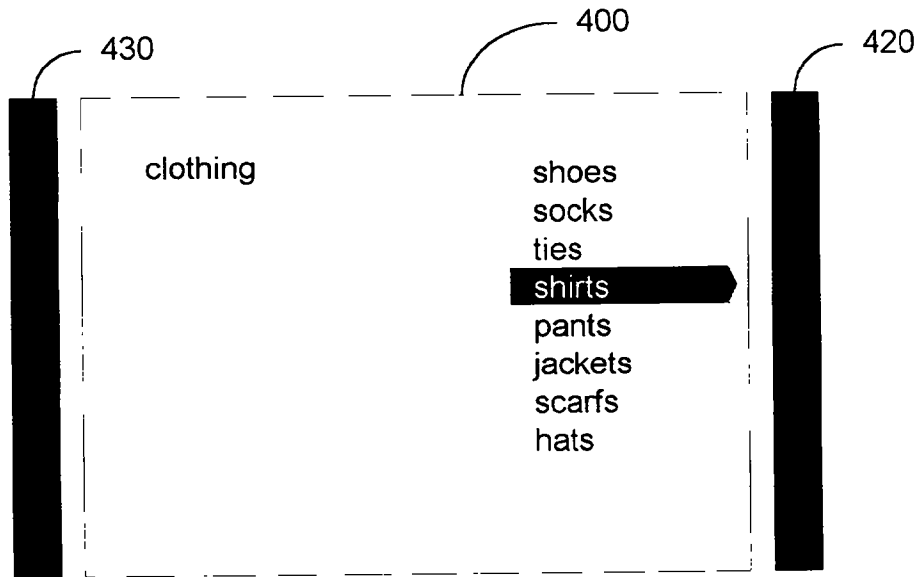 430
400
420
clothing
shoes
socks
ties
shirts
pants
jackets
scarfs
hats